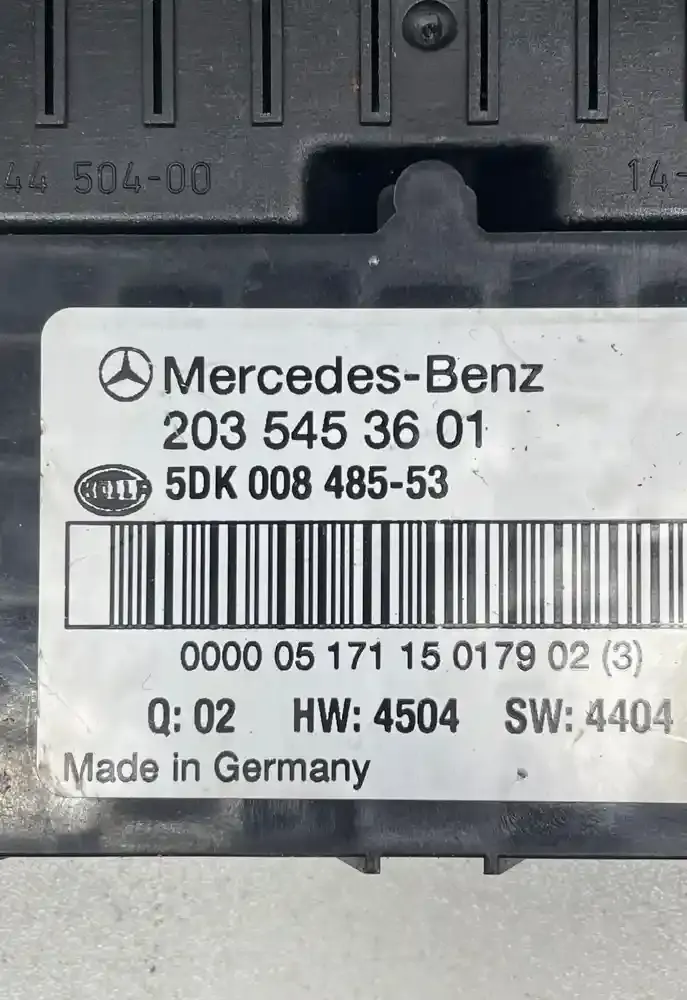 44 504-00
14-
Mercedes-Benz
203 545 36 01
HELLA 5DK 008 485-53
0000 05 171 15 0179 02 (3)
Q: 02 HW: 4504 SW: 4404
Made in Germany